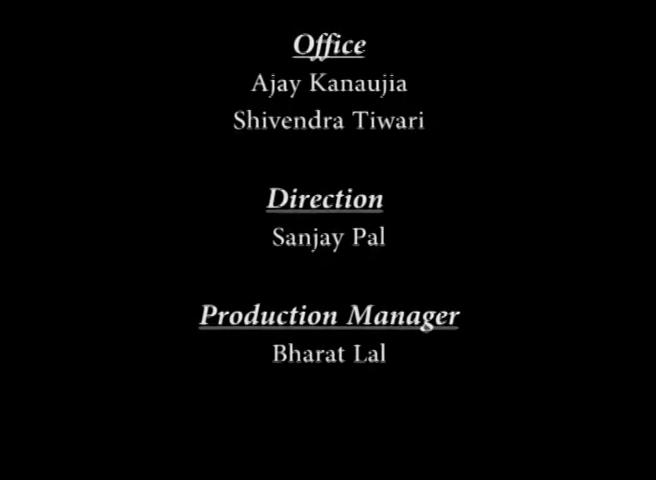 Office
Ajay Kanaujia
Shivendra Tiwari
Direction
Sanjay Pal
Production Manager
Bharat Lal